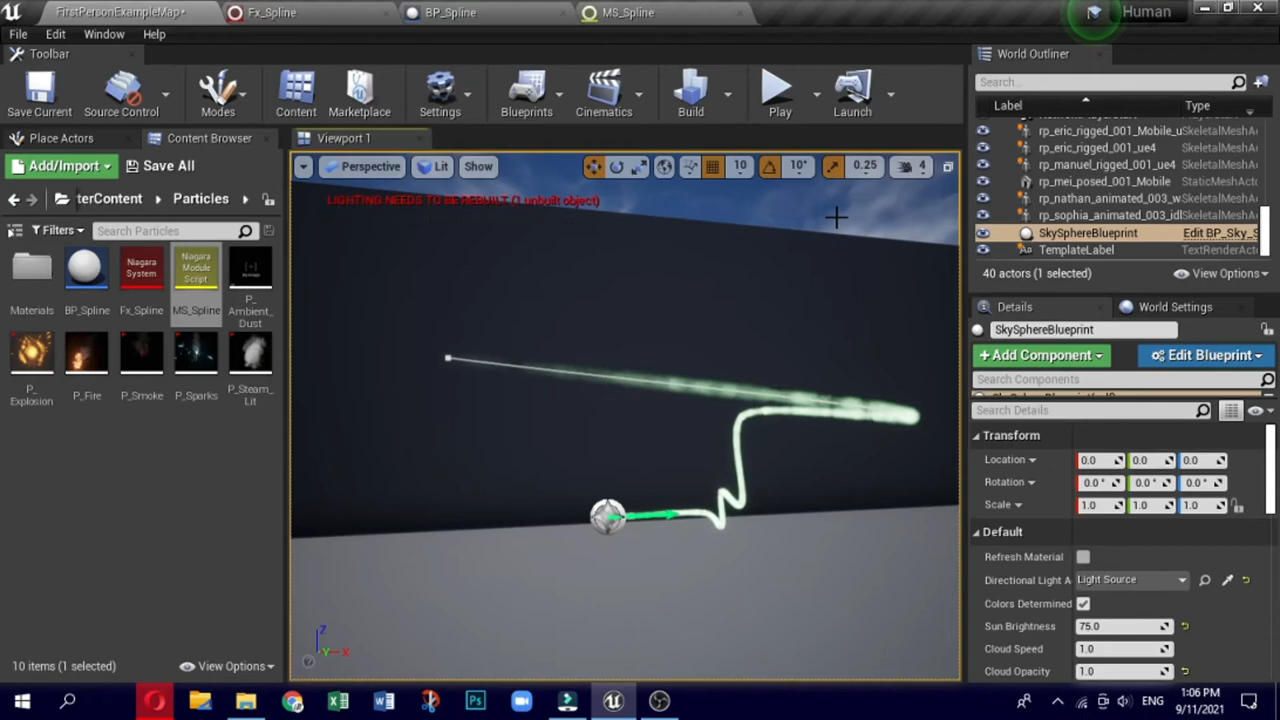 FirstPersonExampleMap*
Fx_Spline
BP_Spline
MS_Spline
Human
File Edit Window Help
Toolbar
World Outliner
Save Current
Source Control
Modes
Content
Marketplace
Settings
Blueprints
Cinematics
Build
Play
Launch
Search...
Label
Type
Place Actors
Content Browser
Viewport 1
rp_eric_rigged_001_Mobile_u SkeletalMeshA
rp_eric_rigged_001_ue4 SkeletalMeshA
rp_manuel_rigged_001_ue4 SkeletalMeshA
rp_mei_posed_001_Mobile StaticMeshActo
rp_nathan_animated_003_w SkeletalMeshA
rp_sophia_animated_003_idl SkeletalMeshA
SkySphereBlueprint Edit BP_Sky_S
TemplateLabel TextRenderActo
40 actors (1 selected)
View Options
Add/Import
Save All
Perspective
Lit
Show
10
10°
0.25
4
terContent
Particles
LIGHTING NEEDS TO BE REBUILT (1 unbuilt object)
Filters
Search Particles
Niagara System
Niagara Module Script
Materials
BP_Spline
Fx_Spline
MS_Spline
P_Ambient_Dust
P_Explosion
P_Fire
P_Smoke
P_Sparks
P_Steam_Lit
Z
Y
X
10 items (1 selected)
View Options
Details
World Settings
SkySphereBlueprint
+Add Component
Edit Blueprint
Search Components
Search Details
Transform
Location 0.0 0.0 0.0
Rotation 0.0° 0.0° 0.0°
Scale 1.0 1.0 1.0
Default
Refresh Material
Directional Light A Light Source
Colors Determined
Sun Brightness 75.0
Cloud Speed 1.0
Cloud Opacity 1.0
ENG
1:06 PM
9/11/2021